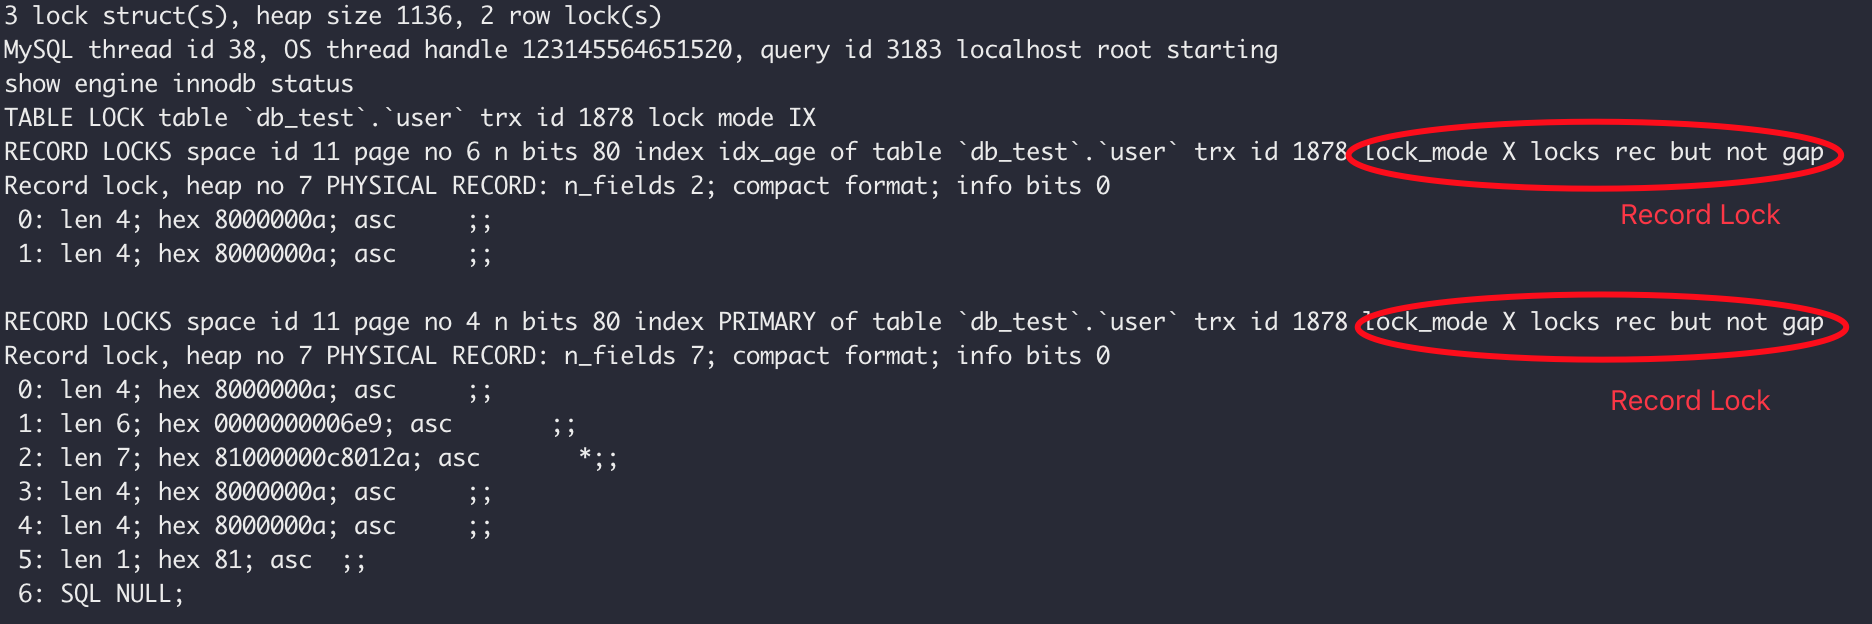 3 lock struct(s), heap size 1136, 2 row lock(s)
MySQL thread id 38, OS thread handle 123145564651520, query id 3183 localhost root starting
show engine innodb status
TABLE LOCK table `db_test`.`user` trx id 1878 lock mode IX
RECORD LOCKS space id 11 page no 6 n bits 80 index idx_age of table `db_test`.`user` trx id 1878 lock_mode X locks rec but not gap
Record lock, heap no 7 PHYSICAL RECORD: n_fields 2; compact format; info bits 0
Record Lock
 0: len 4; hex 8000000a; asc     ;;
 1: len 4; hex 8000000a; asc     ;;
RECORD LOCKS space id 11 page no 4 n bits 80 index PRIMARY of table `db_test`.`user` trx id 1878 lock_mode X locks rec but not gap
Record lock, heap no 7 PHYSICAL RECORD: n_fields 7; compact format; info bits 0
 0: len 4; hex 8000000a; asc     ;;
Record Lock
 1: len 6; hex 0000000006e9; asc       ;;
 2: len 7; hex 81000000c8012a; asc       *;;
 3: len 4; hex 8000000a; asc     ;;
 4: len 4; hex 8000000a; asc     ;;
 5: len 1; hex 81; asc  ;;
 6: SQL NULL;